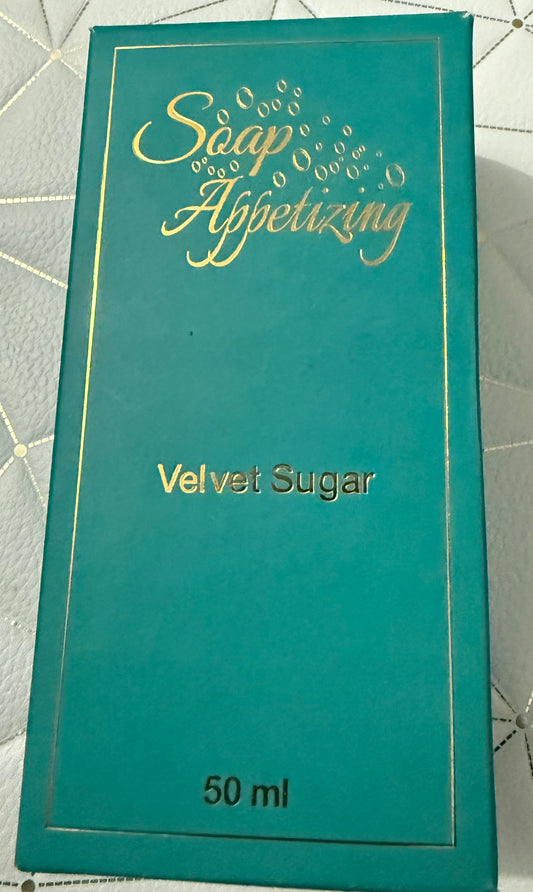 Soap
Appetizing
Velvet Sugar
50 ml